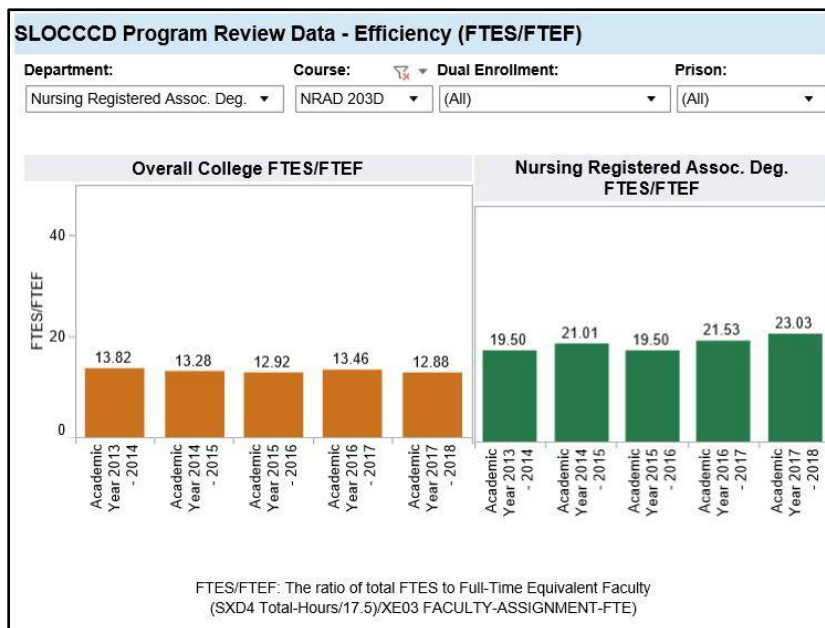 SLOCCCD Program Review Data - Efficiency (FTES/FTEF)
Department: Course: Dual Enrollment: Prison:
Nursing Registered Assoc. Deg. NRAD 203D (All) (All)
Overall College FTES/FTEF
40
20
0
FTES/FTEF
13.82 13.28 12.92 13.46 12.88
Academic
Year 2013
- 2014
Academic
Year 2014
- 2015
Academic
Year 2015
- 2016
Academic
Year 2016
- 2017
Academic
Year 2017
- 2018
Nursing Registered Assoc. Deg.
FTES/FTEF
19.50 21.01 19.50 21.53 23.03
Academic
Year 2013
- 2014
Academic
Year 2014
- 2015
Academic
Year 2015
- 2016
Academic
Year 2016
- 2017
Academic
Year 2017
- 2018
FTES/FTEF: The ratio of total FTES to Full-Time Equivalent Faculty
(SXD4 Total-Hours/17.5)/XE03 FACULTY-ASSIGNMENT-FTE)